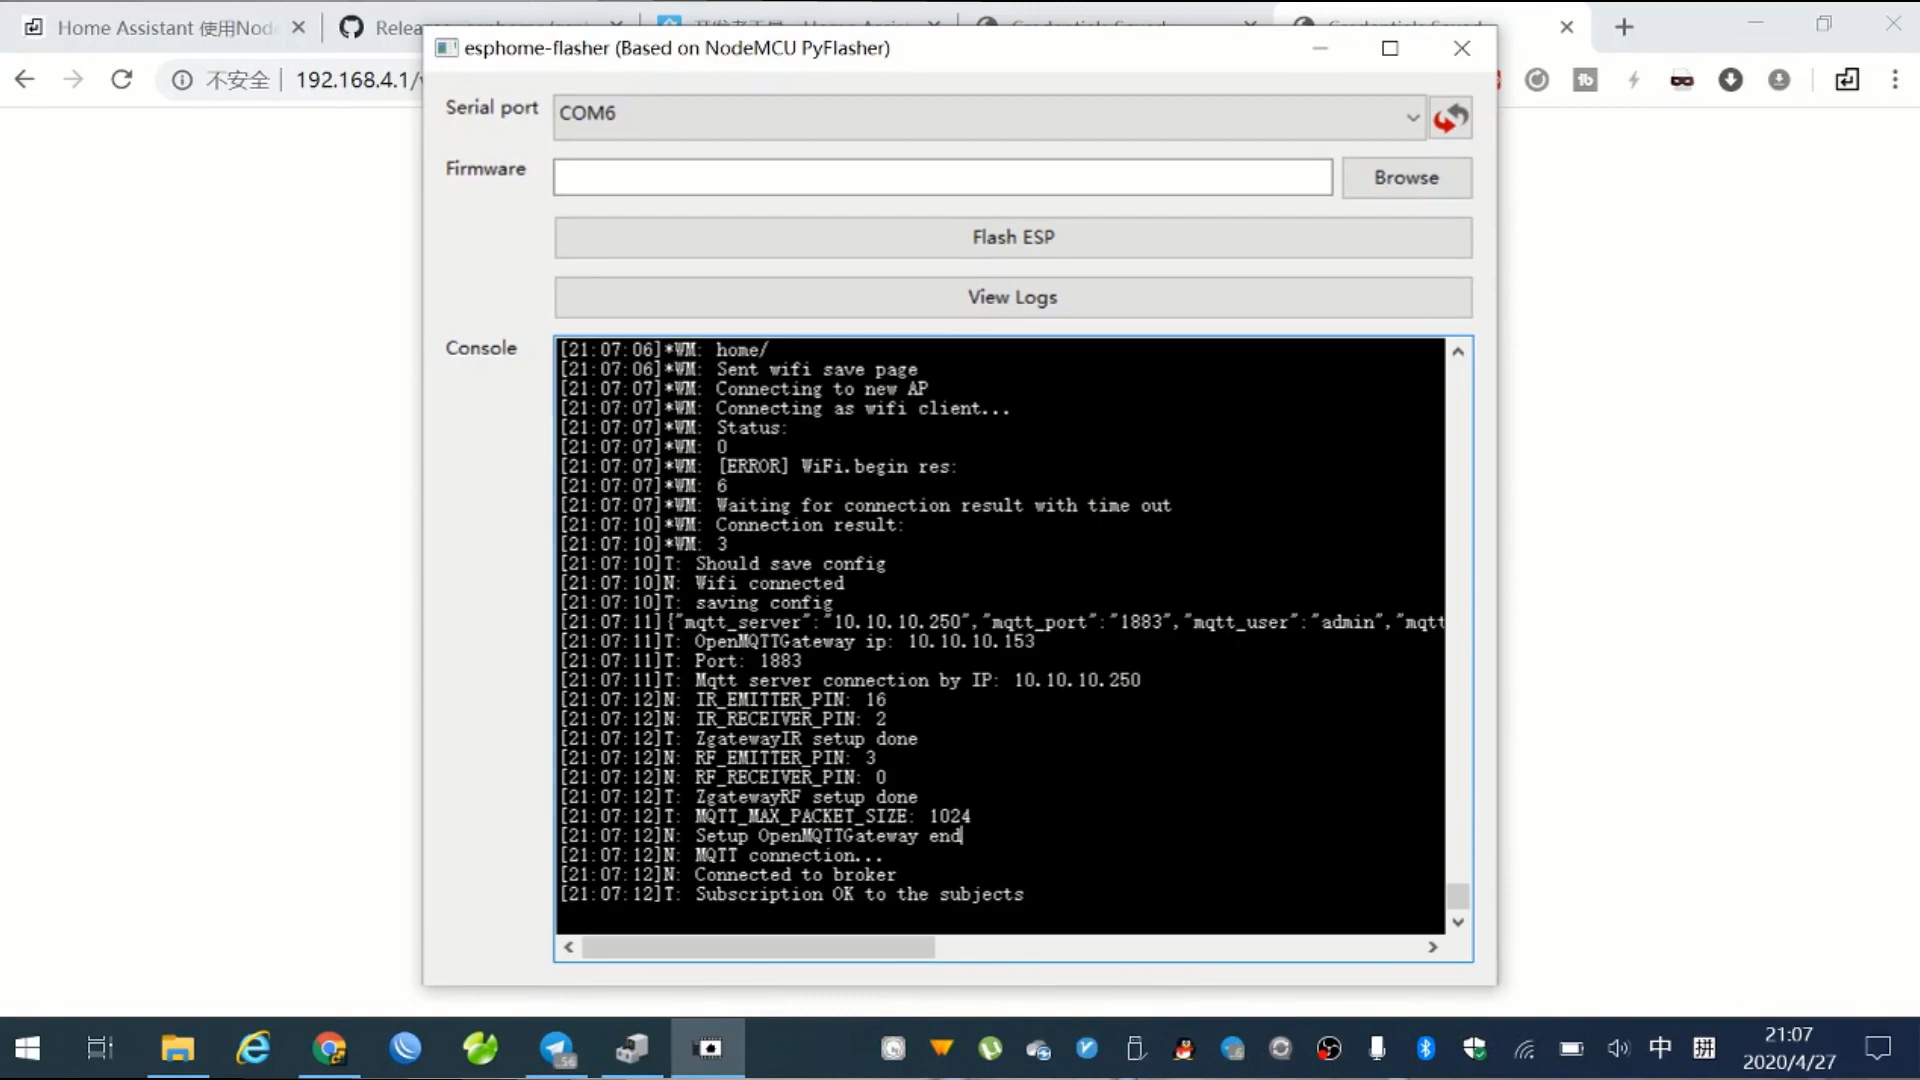 Home Assistant 使用Nod
Relea
esphome-flasher (Based on NodeMCU PyFlasher)
不安全
192.168.4.1/
Serial port
COM6
Firmware
Browse
Flash ESP
View Logs
Console
[21:07:06]*WM: home/
[21:07:06]*WM: Sent wifi save page
[21:07:07]*WM: Connecting to new AP
[21:07:07]*WM: Connecting as wifi client...
[21:07:07]*WM: Status:
[21:07:07]*WM: 0
[21:07:07]*WM: [ERROR] WiFi.begin res:
[21:07:07]*WM: 6
[21:07:07]*WM: Waiting for connection result with time out
[21:07:10]*WM: Connection result:
[21:07:10]*WM: 3
[21:07:10]T: Should save config
[21:07:10]N: Wifi connected
[21:07:10]T: saving config
[21:07:11]{"mqtt_server":"10.10.10.250","mqtt_port":"1883","mqtt_user":"admin","mqtt
[21:07:11]T: OpenMQTTGateway ip: 10.10.10.153
[21:07:11]T: Port: 1883
[21:07:11]T: Mqtt server connection by IP: 10.10.10.250
[21:07:12]N: IR_EMITTER_PIN: 16
[21:07:12]N: IR_RECEIVER_PIN: 2
[21:07:12]T: ZgatewayIR setup done
[21:07:12]N: RF_EMITTER_PIN: 3
[21:07:12]N: RF_RECEIVER_PIN: 0
[21:07:12]T: ZgatewayRF setup done
[21:07:12]T: MQTT_MAX_PACKET_SIZE: 1024
[21:07:12]N: Setup OpenMQTTGateway end
[21:07:12]N: MQTT connection...
[21:07:12]N: Connected to broker
[21:07:12]T: Subscription OK to the subjects
56
中
拼
21:07
2020/4/27